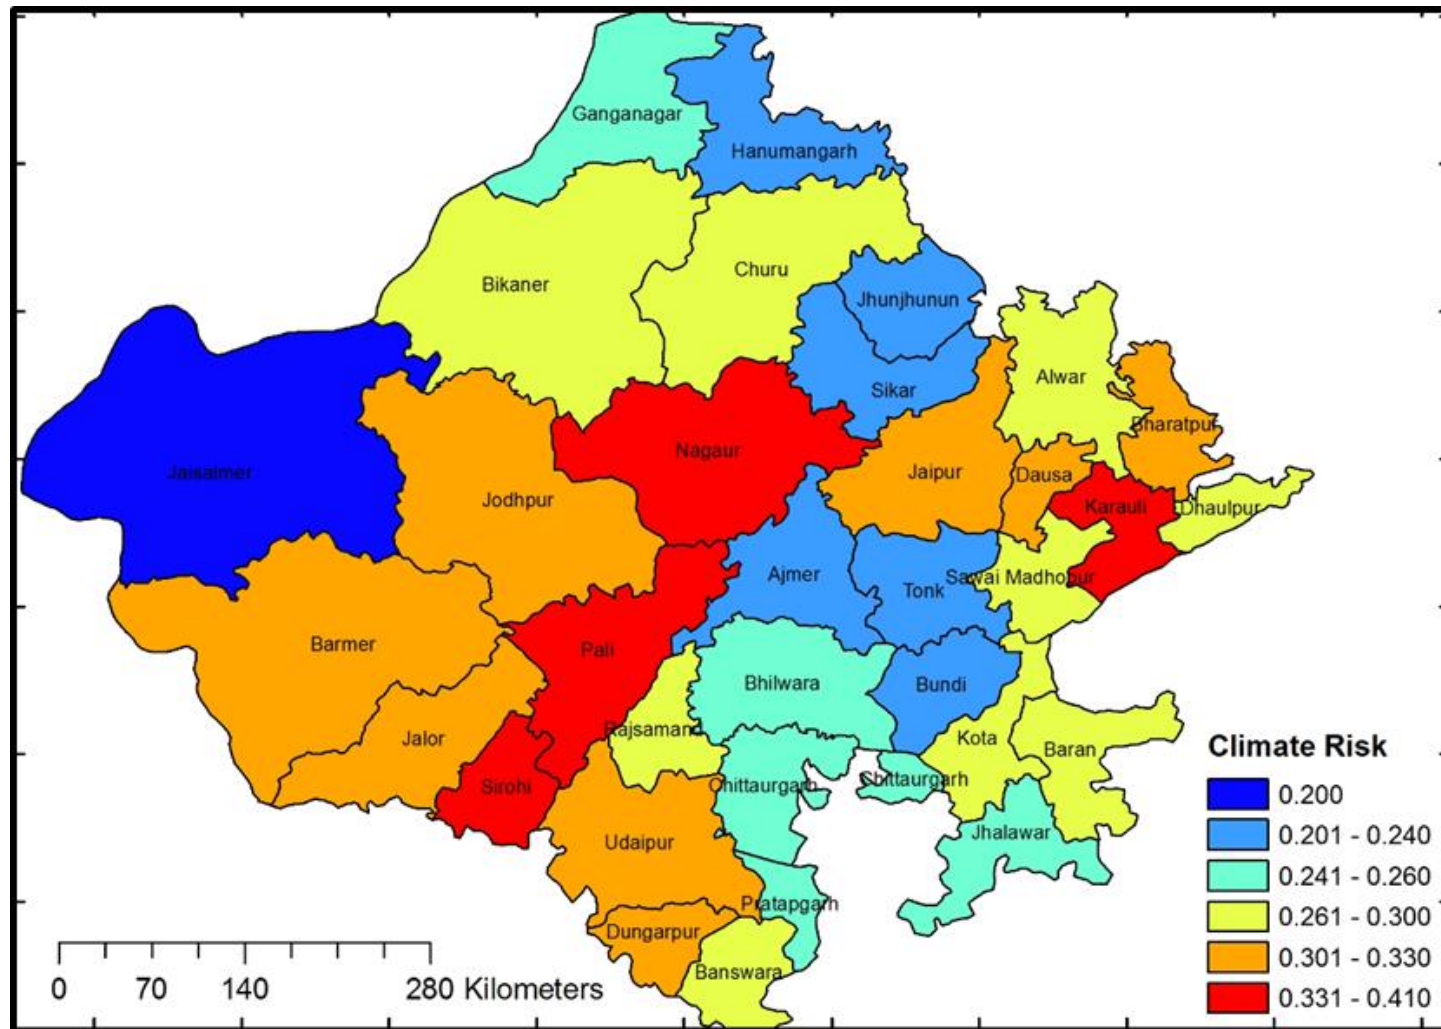 Ganganagar
Hanumangarh
Churu
Bikaner
Jhunjhunun
Alwar
Sikar
Bharatpur
Nagaur
Jaisalmer
Jaipur
Dausa
Jodhpur
Karauli
Dhaulpur
Ajmer
Sawai Madhopur
Tonk
Barmer
Pali
Bhilwara
Bundi
Rajsamand
Jalor
Kota
Baran
Chittaurgarh
Chittaurgarh
Sirohi
Jhalawar
Udaipur
Pratapgarh
Dungarpur
Banswara
Climate Risk
0.200
0.201 - 0.240
0.241 - 0.260
0.261 - 0.300
0.301 - 0.330
0.331 - 0.410
0 70 140 280 Kilometers